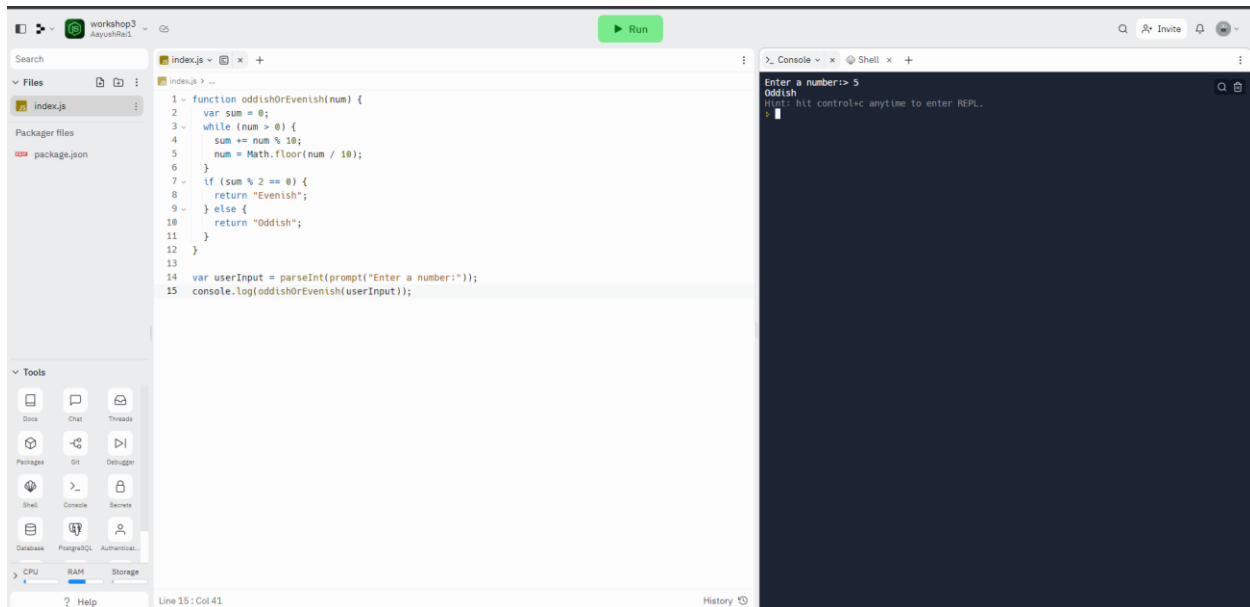 workshop3
AayushRai1
Run
Invite
Search
Files
index.js
Packager files
package.json
index.js
index.js > ...
1 function oddishOrEvenish(num) {
2   var sum = 0;
3   while (num > 0) {
4     sum += num % 10;
5     num = Math.floor(num / 10);
6   }
7   if (sum % 2 == 0) {
8     return "Evenish";
9   } else {
10     return "Oddish";
11   }
12 }
13
14 var userInput = parseInt(prompt("Enter a number:"));
15 console.log(oddishOrEvenish(userInput));
Console
Shell
Enter a number:> 5
Oddish
Hint: hit control+c anytime to enter REPL.
Tools
Docs Chat Threads
Packages Git Debugger
Shell Console Secrets
Database PostgreSQL Authenticat...
CPU RAM Storage
? Help
Line 15 : Col 41
History